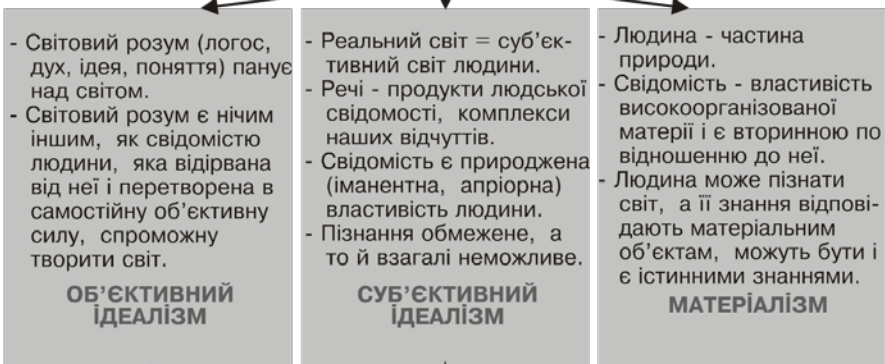 - Світовий розум (логос,
дух, ідея, поняття) панує
над світом.
- Світовий розум є нічим
іншим, як свідомістю
людини, яка відірвана
від неї і перетворена в
самостійну об’єктивну
силу, спроможну
творити світ.
ОБ’ЄКТИВНИЙ
ІДЕАЛІЗМ
- Реальний світ = суб’єк-
тивний світ людини.
- Речі - продукти людської
свідомості, комплекси
наших відчуттів.
- Свідомість є природжена
(іманентна, апріорна)
властивість людини.
- Пізнання обмежене, а
то й взагалі неможливе.
СУБ’ЄКТИВНИЙ
ІДЕАЛІЗМ
- Людина - частина
природи.
- Свідомість - властивість
високоорганізованої
матерії і є вторинною по
відношенню до неї.
- Людина може пізнати
світ, а її знання відпові-
дають матеріальним
об’єктам, можуть бути і
є істинними знаннями.
МАТЕРІАЛІЗМ